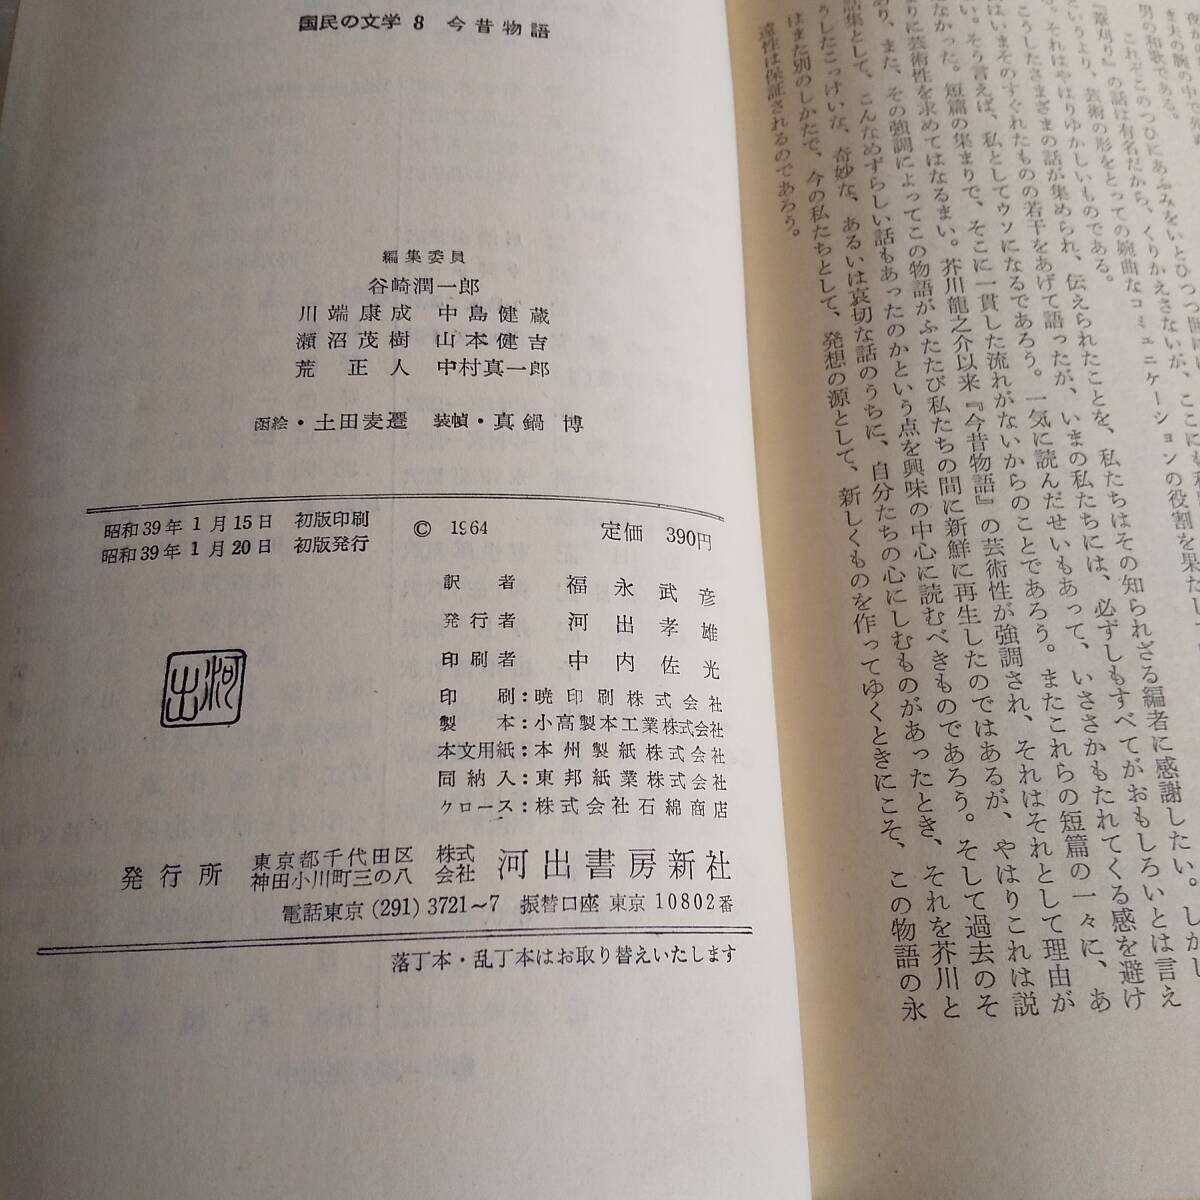 国民の文学 8 今昔物語
編集委員
谷崎潤一郎
川端康成 中島健蔵
瀬沼茂樹 山本健吉
荒正人 中村真一郎
函絵・土田麦遷 装幀・真鍋博
昭和39年1月15日 初版印刷
昭和39年1月20日 初版発行
© 1964
定価 390円
訳者 福永武彦
発行者 河出孝雄
印刷者 中内佐光
印刷:暁印刷株式会社
製本:小高製本工業株式会社
本文用紙:本州製紙株式会社
同納入:東邦紙業株式会社
クロース:株式会社石綿商店
河出
発行所 東京都千代田区神田小川町三の八 株式会社 河出書房新社
電話東京(291)3721~7 振替口座 東京10802番
落丁本・乱丁本はお取り替えいたします
ま夫の腕の中
男の和歌である。
これぞこのつひにあふみをいとひつつ世には
『葦刈り』の話は有名だから、くりかえさないが、ここにも
というより、芸術の形をとっての婉曲なコミュニケーションの役割を果たし
る。それはやはりゆかしいものである。
こうしたさまざまの話が集められ、伝えられたことを、私たちはその知られざる編者に感謝したい。しかし
はいまそのすぐれたものの若干をあげて語ったが、いまの私たちには、必ずしもすべてがおもしろいとは言え
い。そう言えば、私としてウソになるであろう。一気に読んだせいもあって、いささかもたれてくる感を避け
なかった。短篇の集まりで、そこに一貫した流れがないからのことであろう。またこれらの短篇の一々に、あ
まりに芸術性を求めてはなるまい。芥川龍之介以来『今昔物語』の芸術性が強調され、それはそれとして理由が
あり、また、その強調によってこの物語がふたたび私たちの間に新鮮に再生したのではあるが、やはりこれは説
話集として、こんなめずらしい話もあったのかという点を興味の中心に読むべきものであろう。そして過去のそ
うしたこっけいな、奇妙な、あるいは哀切な話のうちに、自分たちの心にしむものがあったとき、それを芥川と
はまた別のしかたで、今の私たちとして、発想の源として、新しくものを作ってゆくときにこそ、この物語の永
遠性は保証されるのであろう。